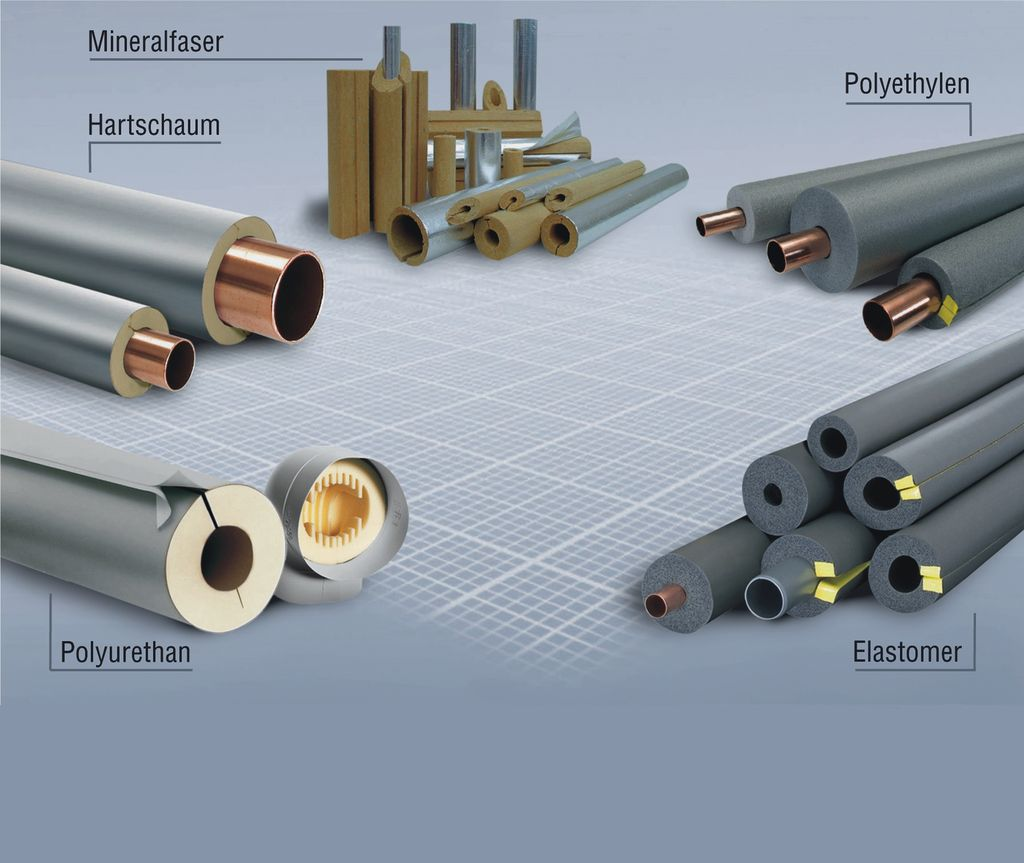 Mineralfaser
Polyethylen
Hartschaum
Polyurethan
Elastomer